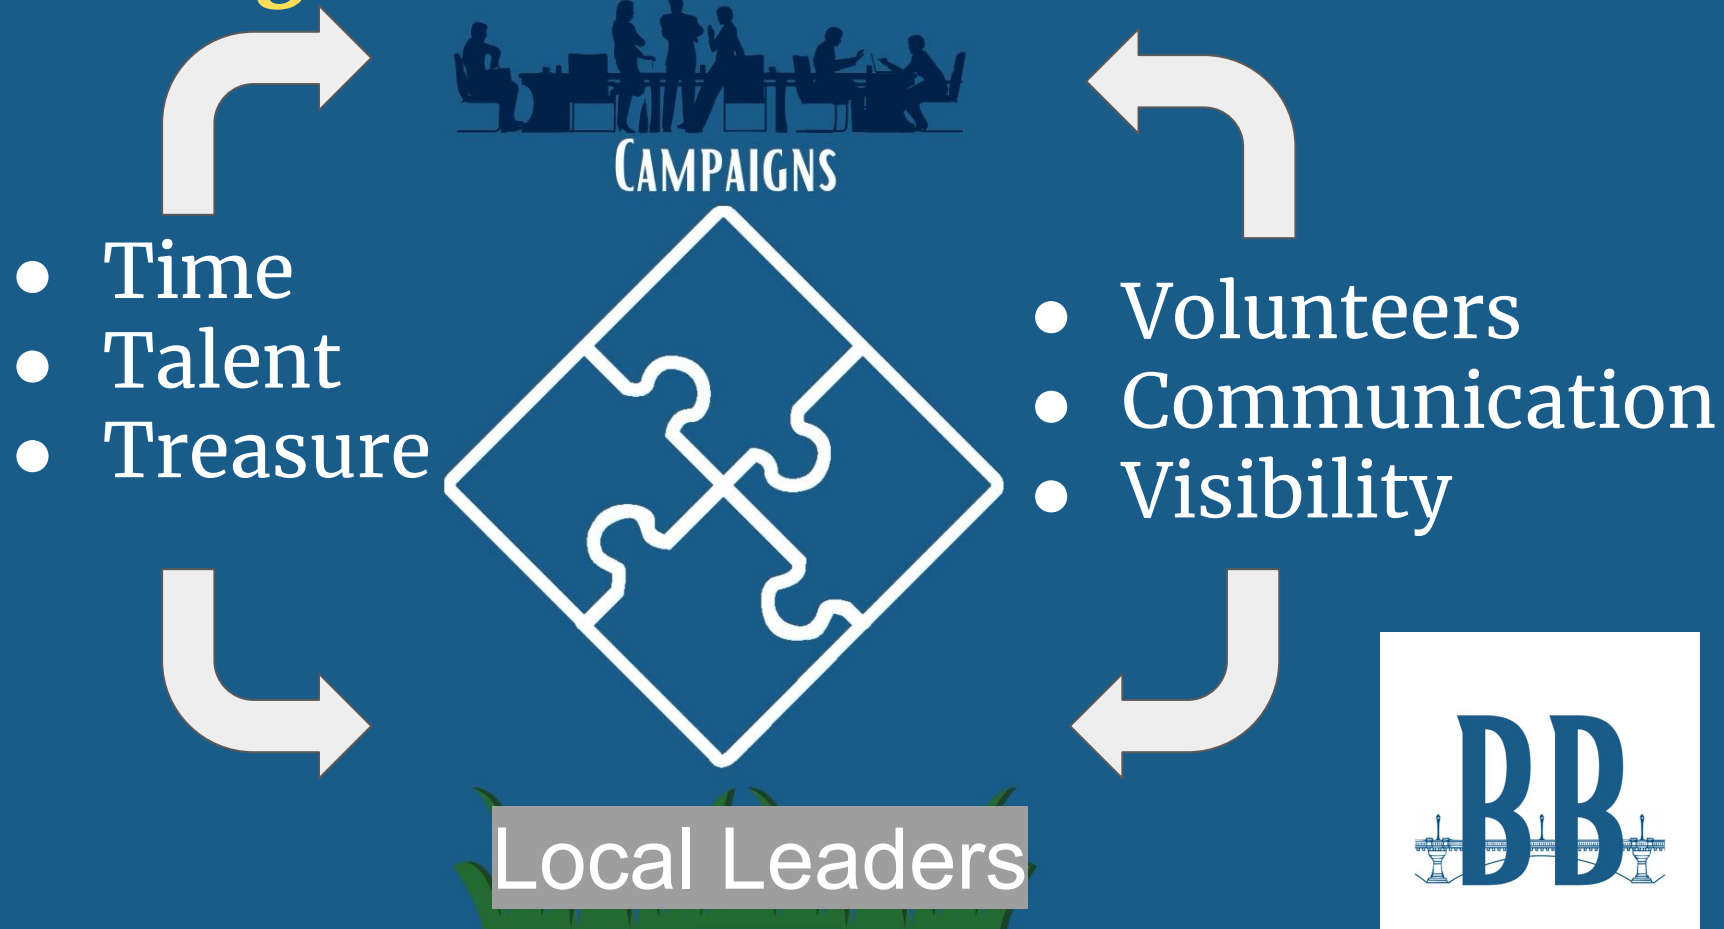 CAMPAIGNS
● Time
● Talent
● Treasure
● Volunteers
● Communication
● Visibility
Local Leaders
BB